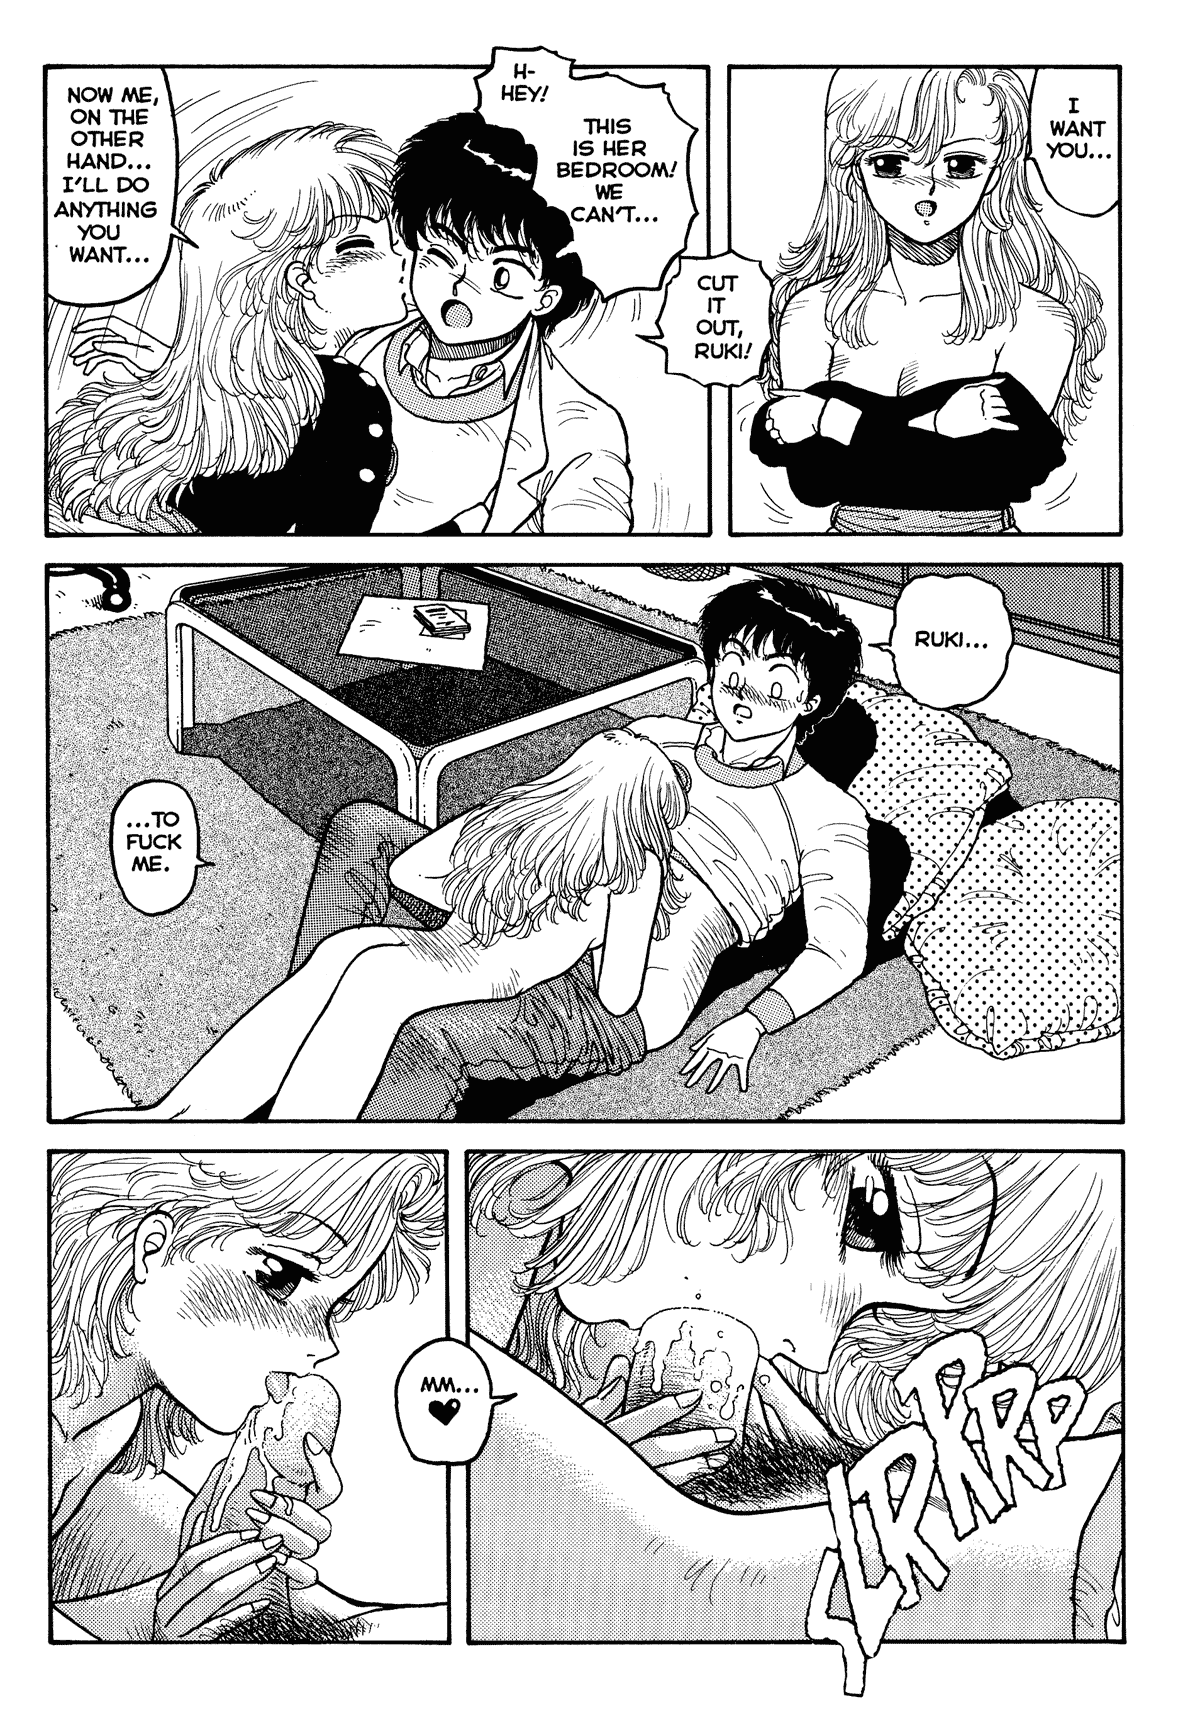 NOW ME,
ON THE
OTHER
HAND...
I'LL DO
ANYTHING
YOU
WANT...
H-
HEY!
THIS
IS HER
BEDROOM!
WE
CAN'T...
CUT
IT
OUT,
RUKI!
I
WANT
YOU...
RUKI...
...TO
FUCK
ME.
MM...
SLRRRRP